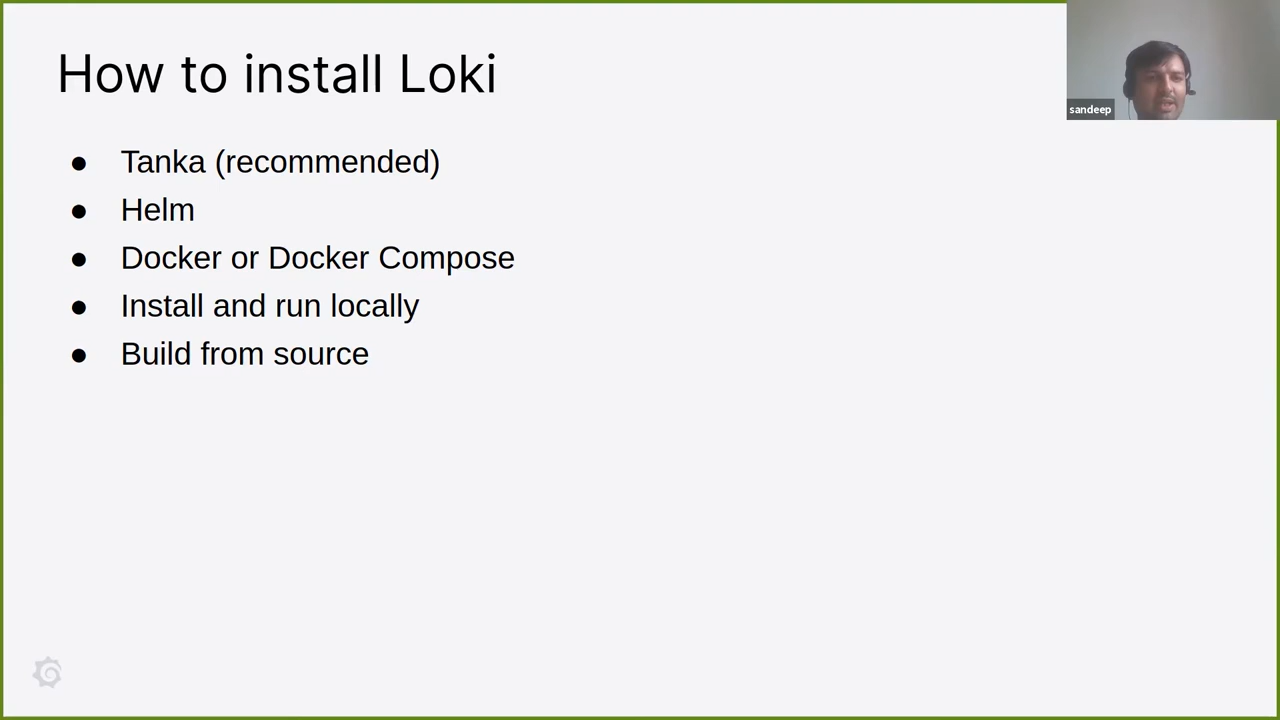 How to install Loki
sandeep
● Tanka (recommended)
● Helm
● Docker or Docker Compose
● Install and run locally
● Build from source